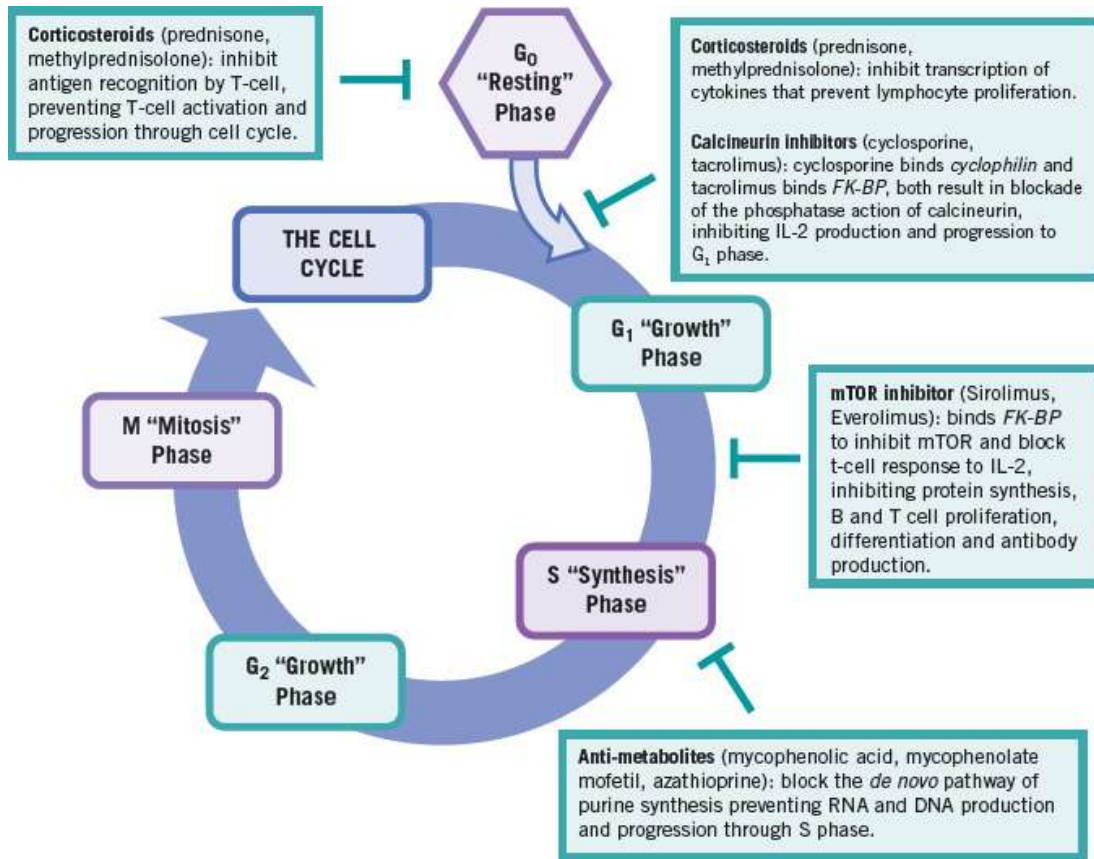 Corticosteroids (prednisone,
methylprednisolone): inhibit
antigen recognition by T-cell,
preventing T-cell activation and
progression through cell cycle.
G₀
“Resting”
Phase
Corticosteroids (prednisone,
methylprednisolone): inhibit transcription of
cytokines that prevent lymphocyte proliferation.
Calcineurin inhibitors (cyclosporine,
tacrolimus): cyclosporine binds cyclophilin and
tacrolimus binds FK-BP, both result in blockade
of the phosphatase action of calcineurin,
inhibiting IL-2 production and progression to
G₁ phase.
THE CELL
CYCLE
G₁ “Growth”
Phase
mTOR inhibitor (Sirolimus,
Everolimus): binds FK-BP
to inhibit mTOR and block
t-cell response to IL-2,
inhibiting protein synthesis,
B and T cell proliferation,
differentiation and antibody
production.
M “Mitosis”
Phase
S “Synthesis”
Phase
G₂ “Growth”
Phase
Anti-metabolites (mycophenolic acid, mycophenolate
mofetil, azathioprine): block the de novo pathway of
purine synthesis preventing RNA and DNA production
and progression through S phase.